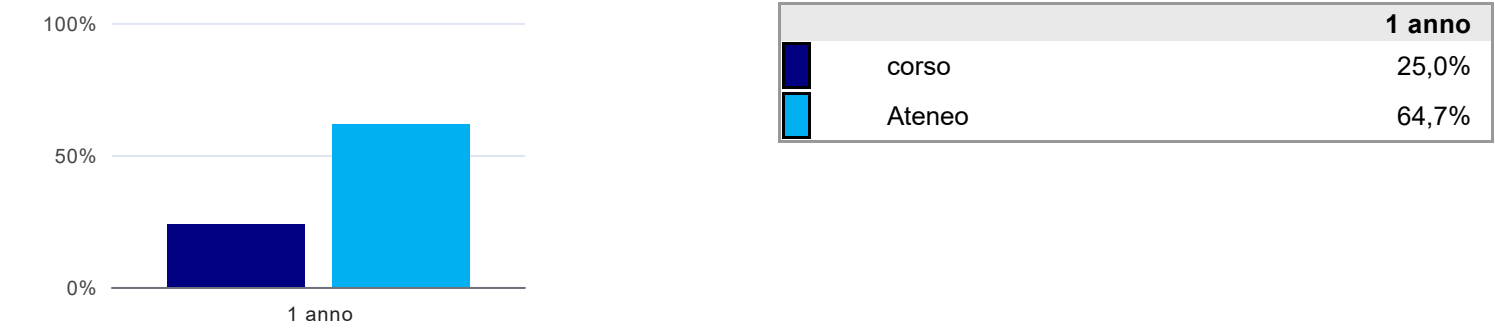 100%
50%
0%
1 anno
1 anno
corso 25,0%
Ateneo 64,7%